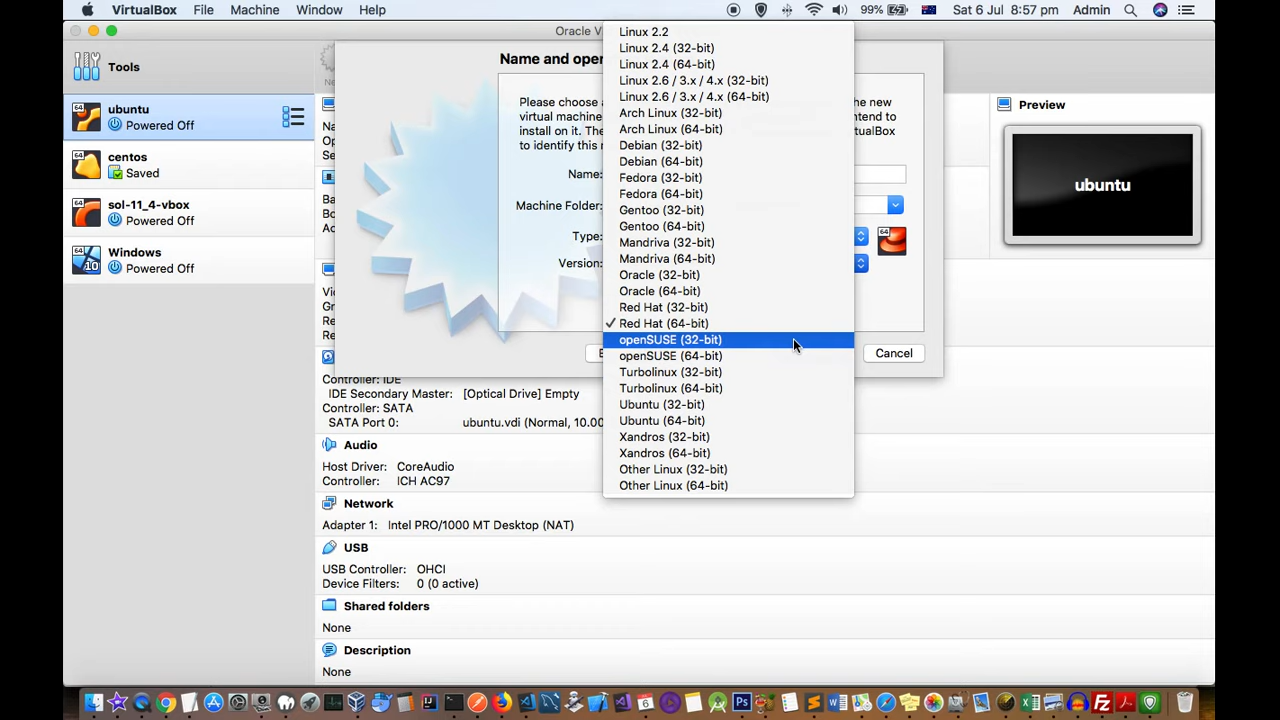 VirtualBox File Machine Window Help 99% Sat 6 Jul 8:57 pm Admin
Oracle V
Tools
ubuntu
Powered Off
centos
Saved
sol-11_4-vbox
Powered Off
Windows
Powered Off
Name and oper
Please choose a
the new
virtual machine
intend to
install on it. The
VirtualBox
to identify this m
Name:
Machine Folder:
Type:
Version:
Cancel
Linux 2.2
Linux 2.4 (32-bit)
Linux 2.4 (64-bit)
Linux 2.6 / 3.x / 4.x (32-bit)
Linux 2.6 / 3.x / 4.x (64-bit)
Arch Linux (32-bit)
Arch Linux (64-bit)
Debian (32-bit)
Debian (64-bit)
Fedora (32-bit)
Fedora (64-bit)
Gentoo (32-bit)
Gentoo (64-bit)
Mandriva (32-bit)
Mandriva (64-bit)
Oracle (32-bit)
Oracle (64-bit)
Red Hat (32-bit)
✓ Red Hat (64-bit)
openSUSE (32-bit)
openSUSE (64-bit)
Turbolinux (32-bit)
Turbolinux (64-bit)
Ubuntu (32-bit)
Ubuntu (64-bit)
Xandros (32-bit)
Xandros (64-bit)
Other Linux (32-bit)
Other Linux (64-bit)
Preview
ubuntu
Controller: IDE
IDE Secondary Master: [Optical Drive] Empty
Controller: SATA
SATA Port 0: ubuntu.vdi (Normal, 10.00
Audio
Host Driver: CoreAudio
Controller: ICH AC97
Network
Adapter 1: Intel PRO/1000 MT Desktop (NAT)
USB
USB Controller: OHCI
Device Filters: 0 (0 active)
Shared folders
None
Description
None